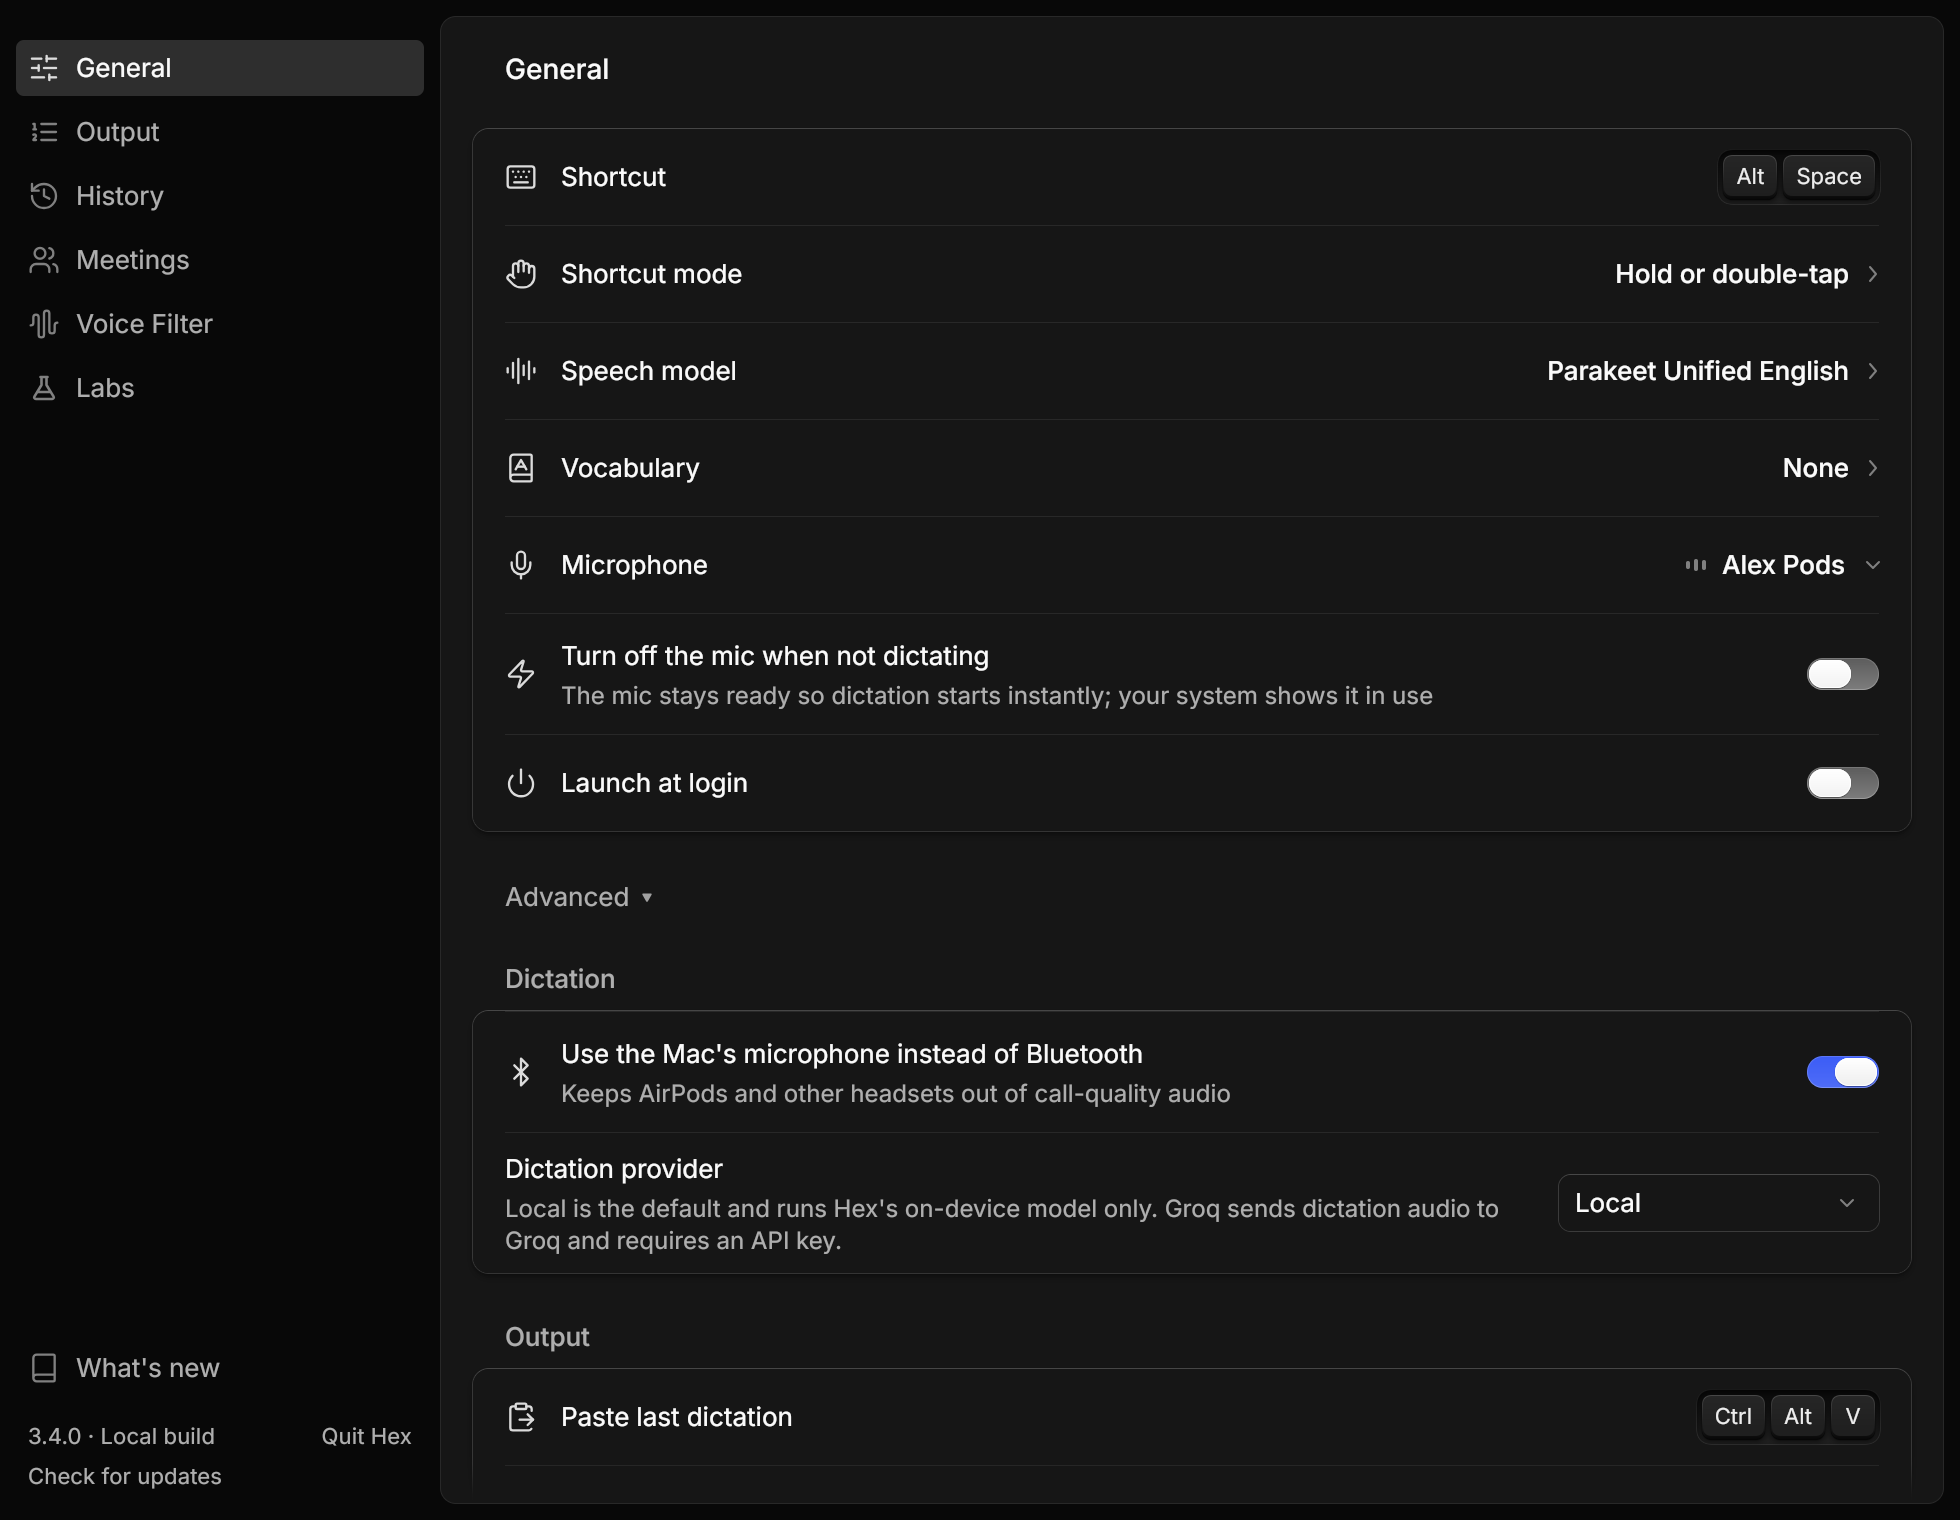 General
Output
History
Meetings
Voice Filter
Labs
What's new
3.4.0 · Local build
Quit Hex
Check for updates
General
Shortcut
Alt Space
Shortcut mode
Hold or double-tap
Speech model
Parakeet Unified English
Vocabulary
None
Microphone
Alex Pods
Turn off the mic when not dictating
The mic stays ready so dictation starts instantly; your system shows it in use
Launch at login
Advanced
Dictation
Use the Mac's microphone instead of Bluetooth
Keeps AirPods and other headsets out of call-quality audio
Dictation provider
Local is the default and runs Hex's on-device model only. Groq sends dictation audio to
Groq and requires an API key.
Local
Output
Paste last dictation
Ctrl Alt V